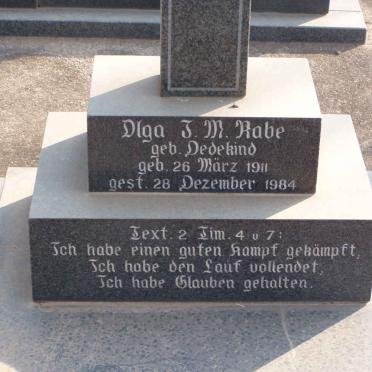 Olga I. M. Rabe
geb. Dedekind
geb. 26 März 1911
gest. 28 Dezember 1984
Text. 2 Tim. 4 v 7:
Ich habe einen guten Kampf gekämpft,
Ich habe den Lauf vollendet,
Ich habe Glauben gehalten.